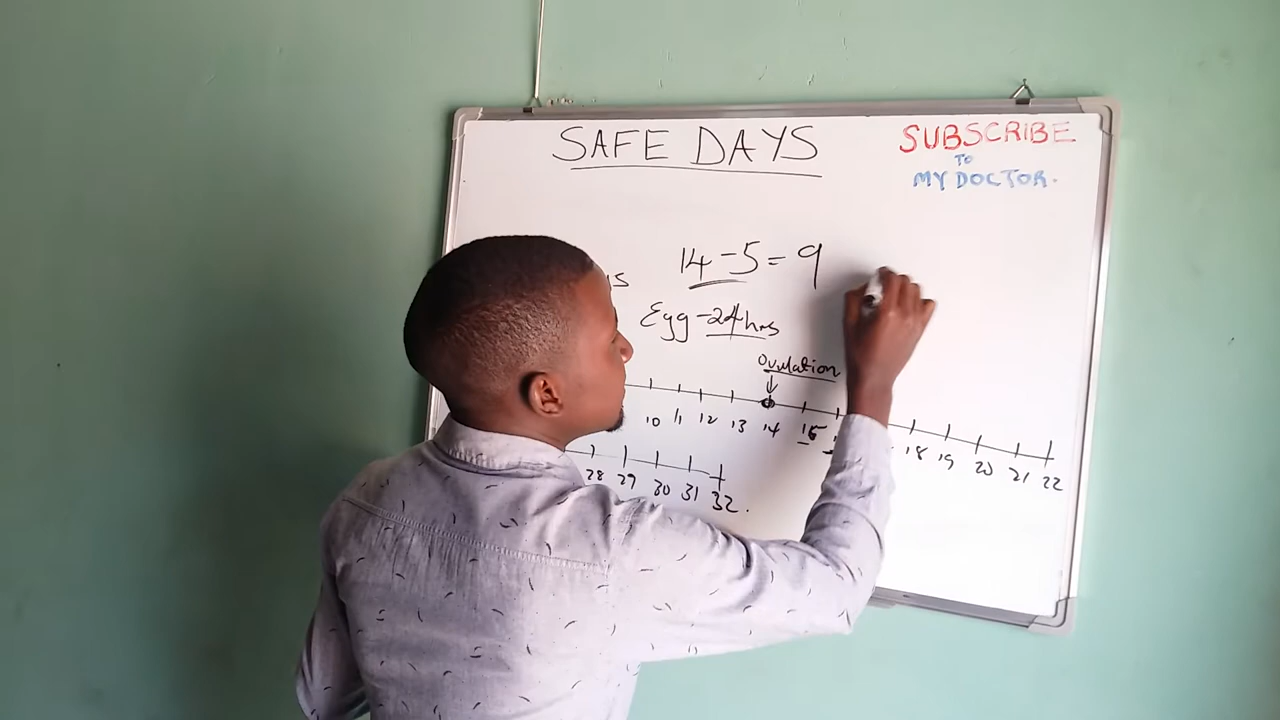 SAFE DAYS
SUBSCRIBE
TO
MY DOCTOR.
14-5=9
Egg-24hrs
Ovulation
10 11 12 13 14 15 18 19 20 21 22
28 29 30 31 32.